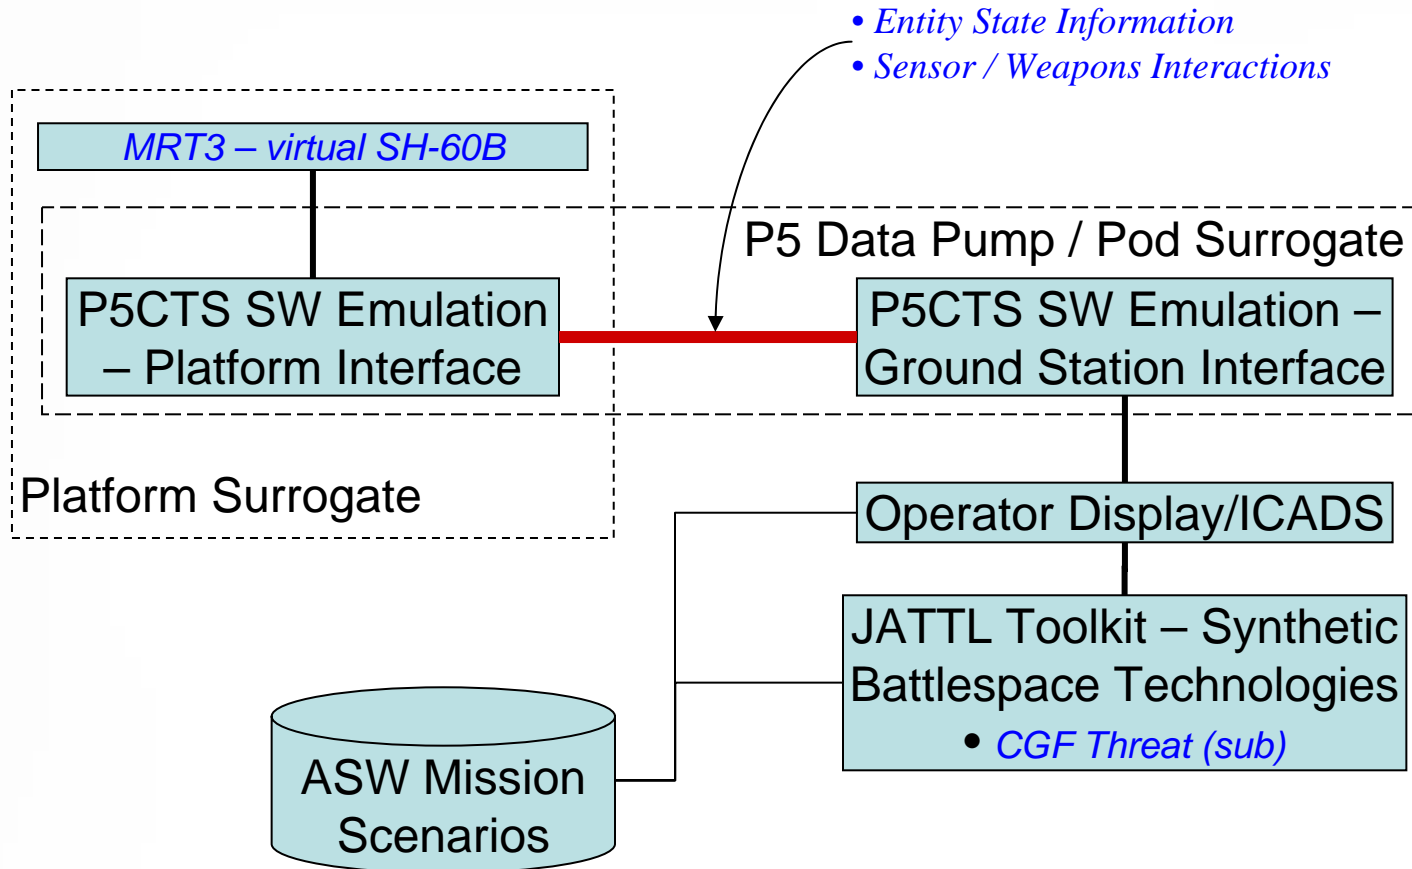 • Entity State Information
• Sensor / Weapons Interactions
MRT3 – virtual SH-60B
P5 Data Pump / Pod Surrogate
P5CTS SW Emulation
– Platform Interface
P5CTS SW Emulation –
Ground Station Interface
Platform Surrogate
Operator Display/ICADS
JATTL Toolkit – Synthetic
Battlespace Technologies
• CGF Threat (sub)
ASW Mission
Scenarios